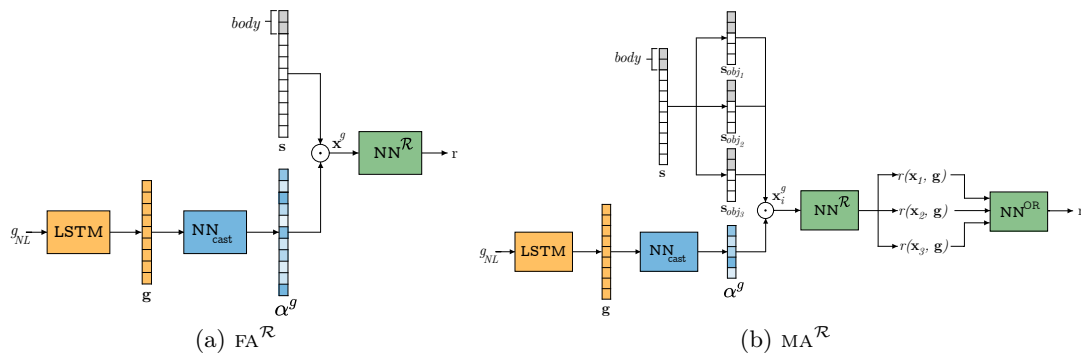 body
s
g_NL
LSTM
g
NN_cast
α^g
x^g
NN^R
r
(a) FA^R
body
s
s_obj1
s_obj2
s_obj3
g_NL
LSTM
g
NN_cast
α^g
x_i^g
NN^R
r(x_1, g)
r(x_2, g)
r(x_3, g)
NN^OR
r
(b) MA^R